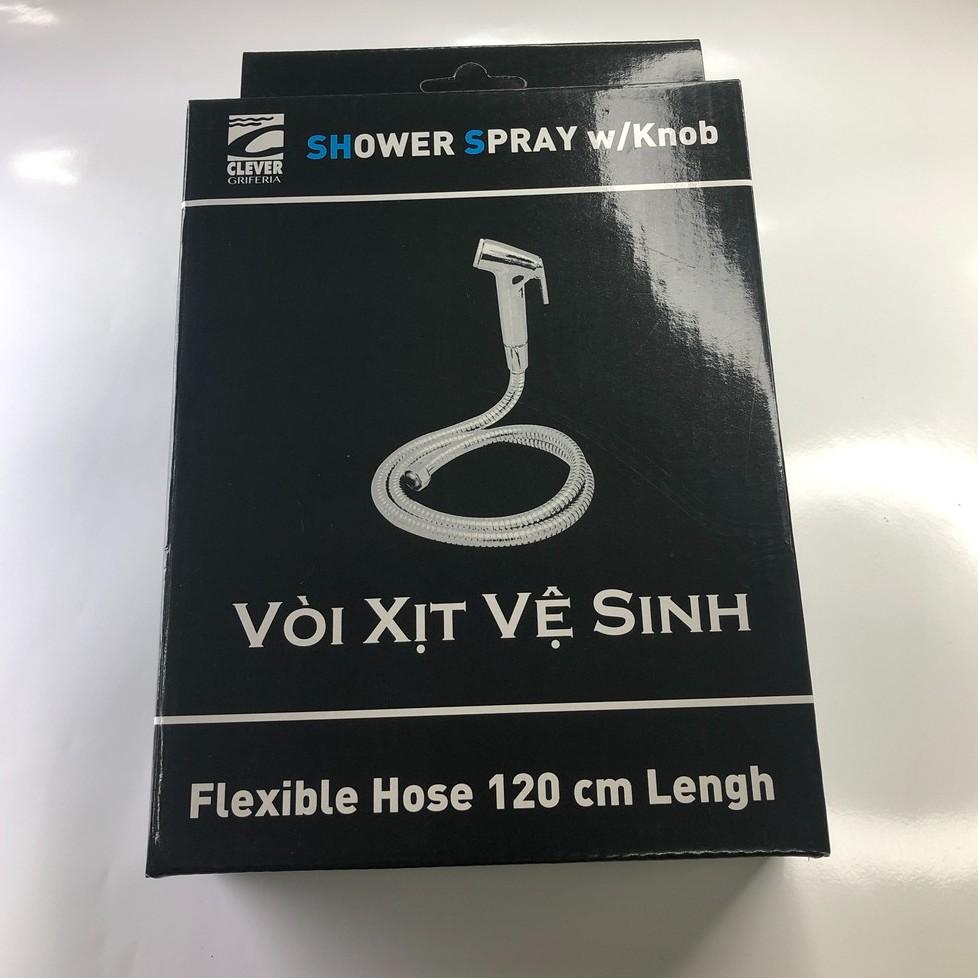 CLEVER
GRIFERIA
SHOWER SPRAY w/Knob
VÒI XỊT VỆ SINH
Flexible Hose 120 cm Lengh